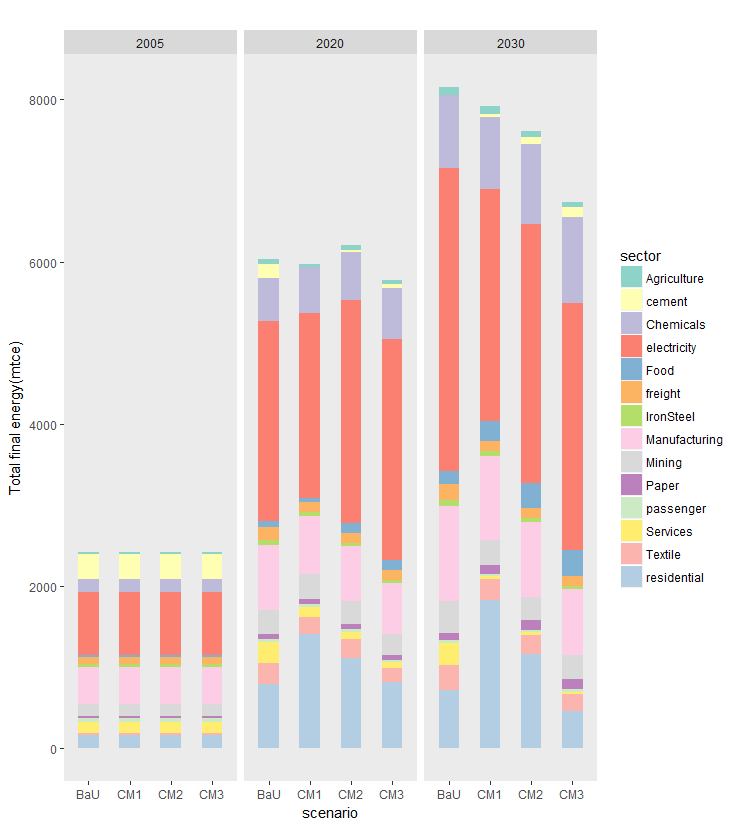 2005 2020 2030
8000
6000
4000
2000
0
Total final energy(mtce)
BaU CM1 CM2 CM3 BaU CM1 CM2 CM3 BaU CM1 CM2 CM3
scenario
sector
Agriculture
cement
Chemicals
electricity
Food
freight
IronSteel
Manufacturing
Mining
Paper
passenger
Services
Textile
residential